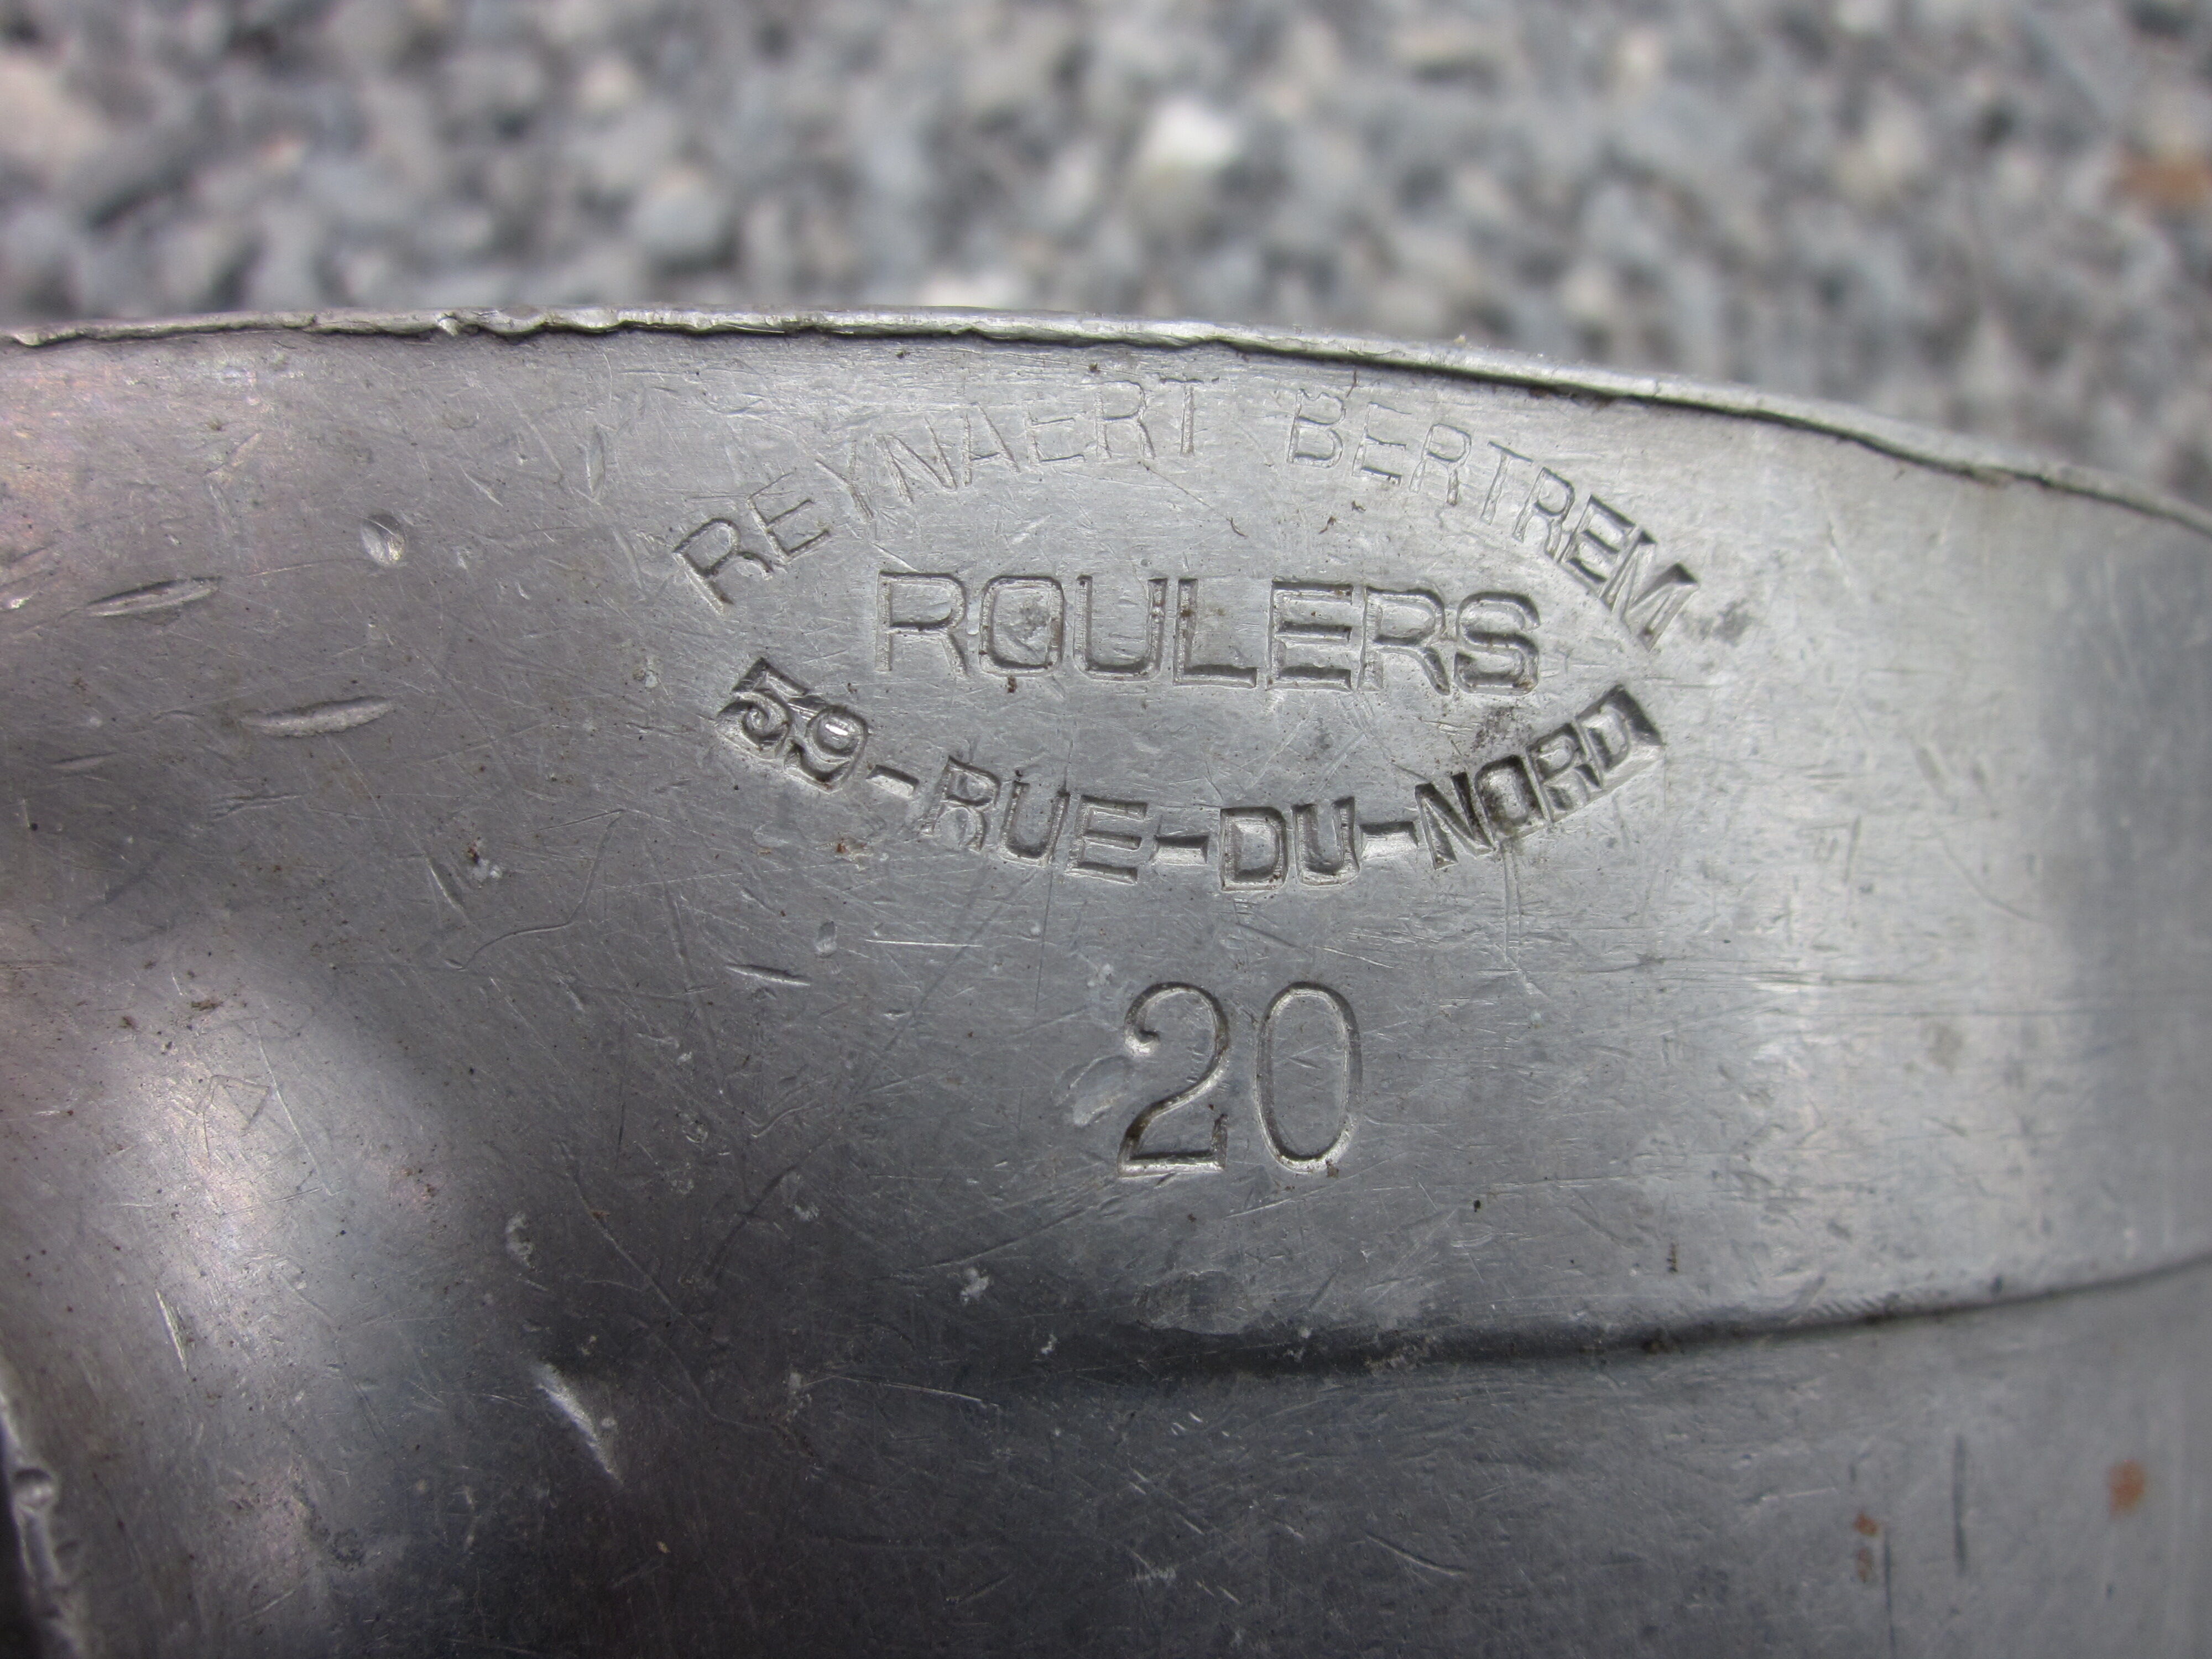 REYNAERT BERTREM
ROULERS
59-RUE-DU-NORD
20